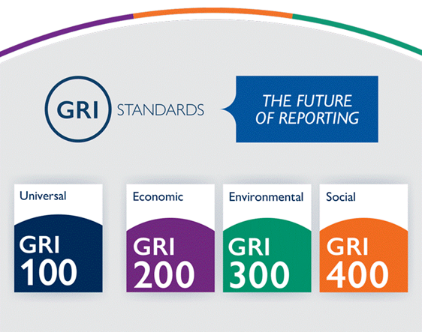 GRI STANDARDS
THE FUTURE
OF REPORTING
Universal
GRI
100
Economic
GRI
200
Environmental
GRI
300
Social
GRI
400